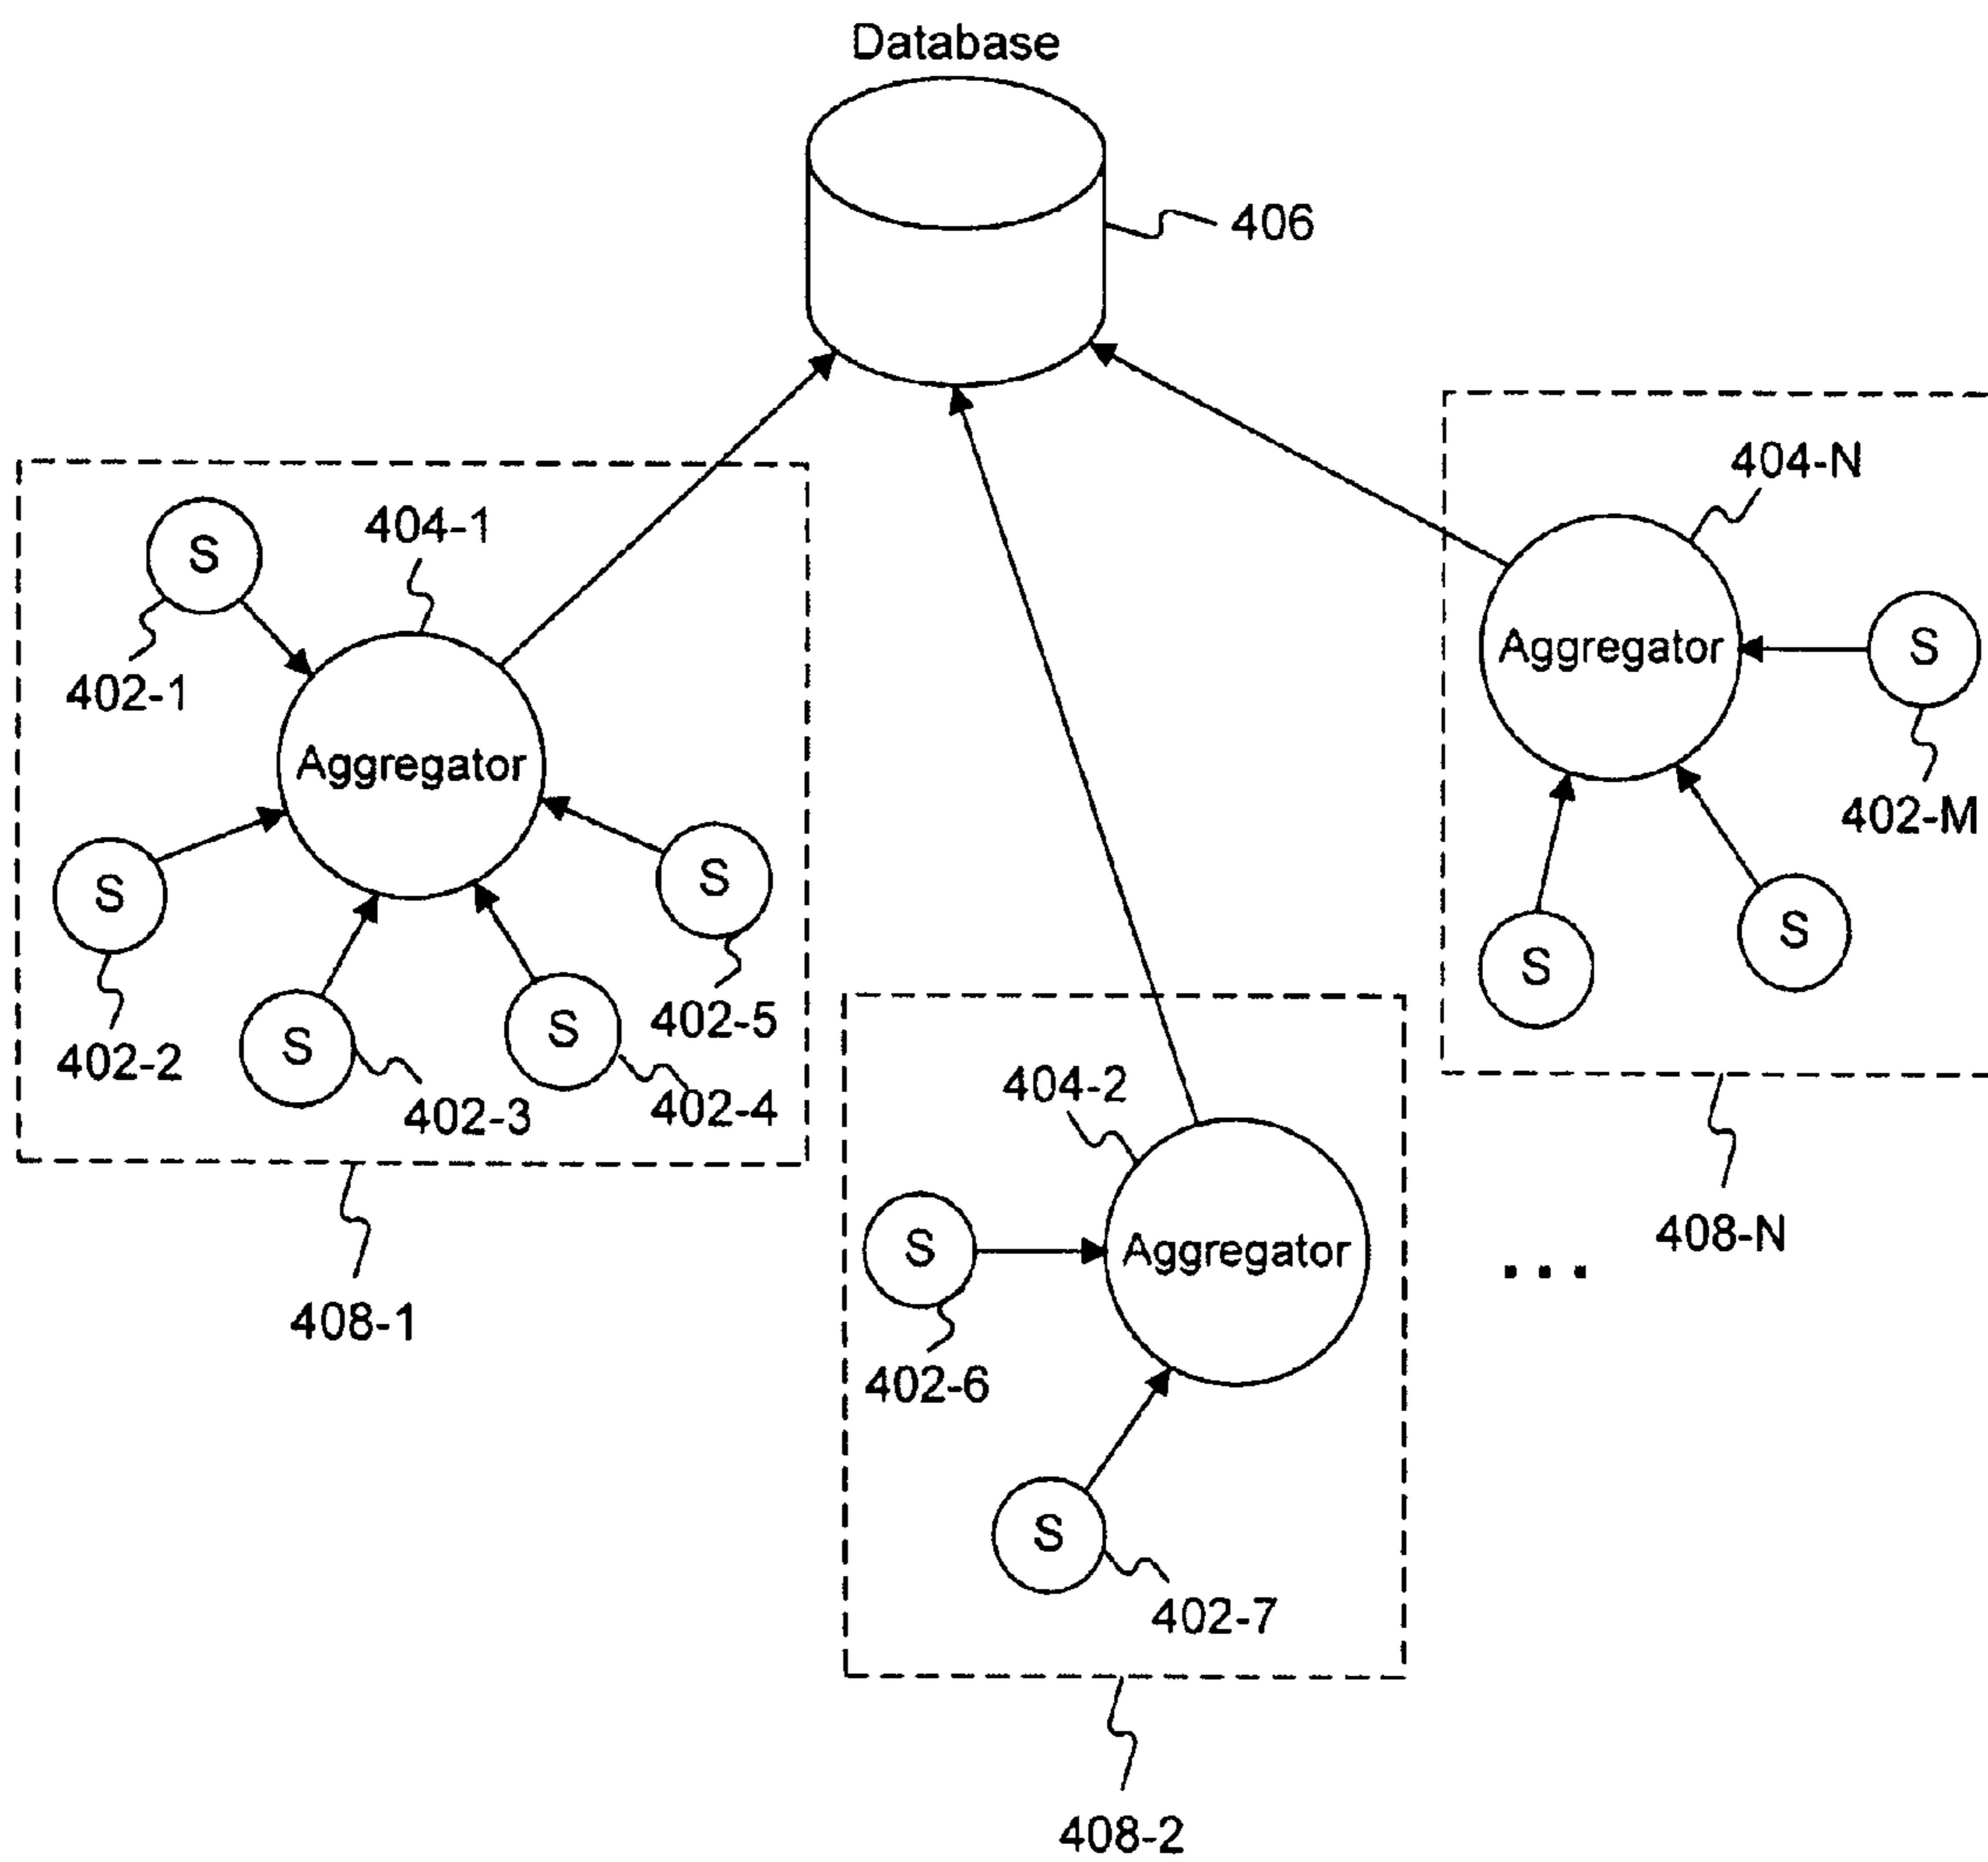 Database
406
404-N
404-1
S
S
402-1
Aggregator
Aggregator
402-M
S
S
S
S
S
S
402-5
402-2
404-2
402-3
402-4
408-N
S
Aggregator
...
408-1
402-6
S
402-7
408-2